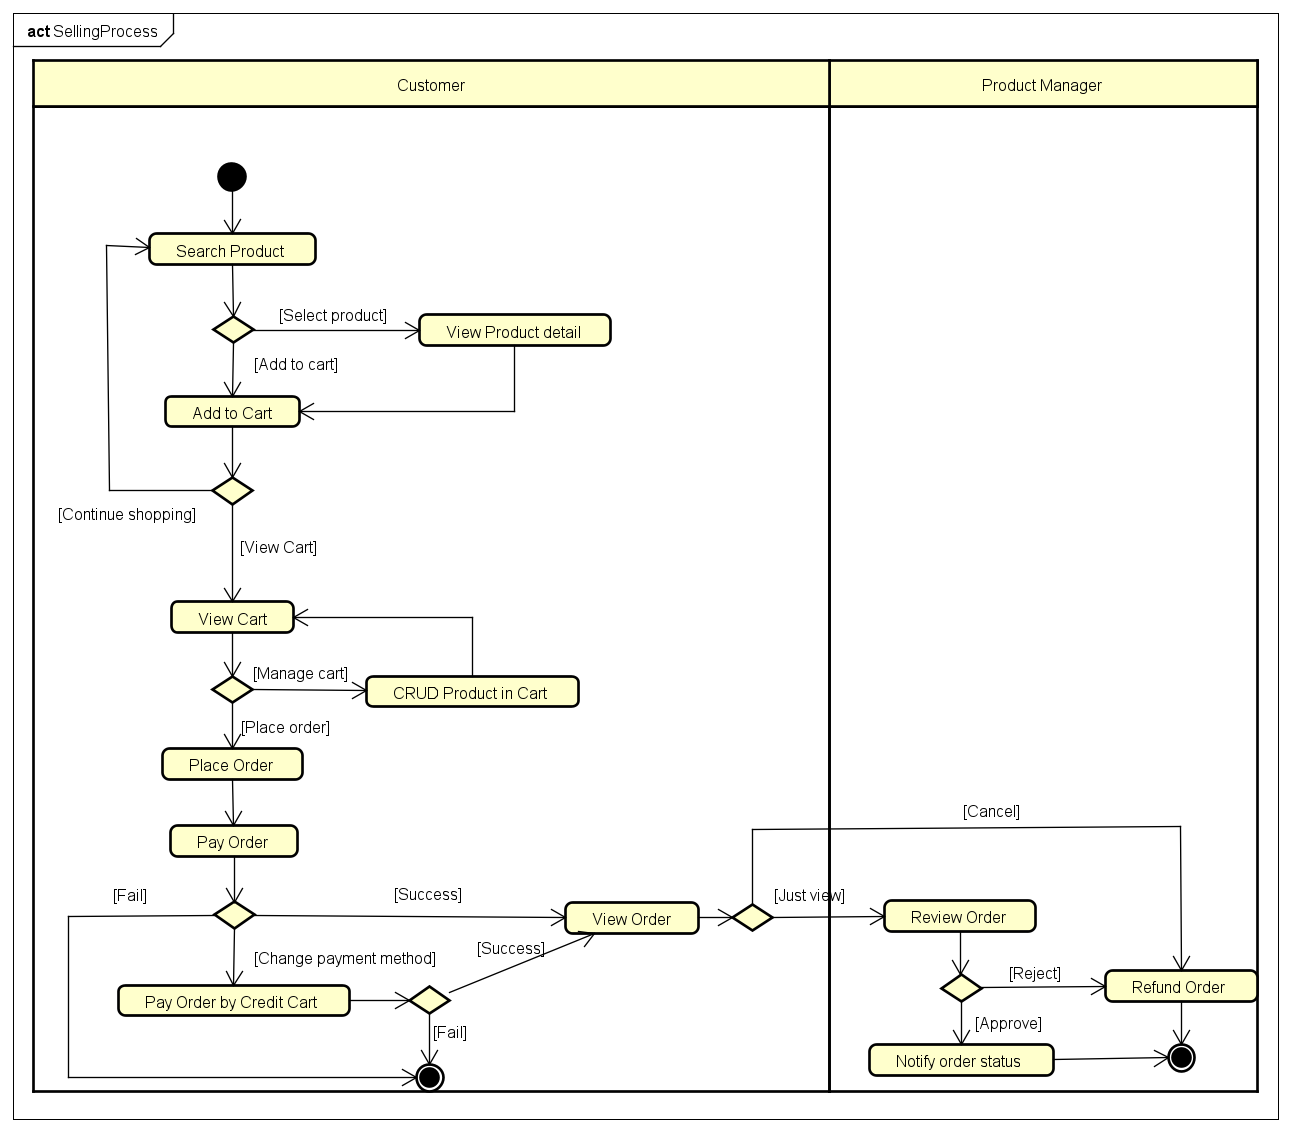 act SellingProcess
Customer
Product Manager
Search Product
[Select product]
View Product detail
[Add to cart]
Add to Cart
[Continue shopping]
[View Cart]
View Cart
[Manage cart]
CRUD Product in Cart
[Place order]
Place Order
Pay Order
[Cancel]
[Fail]
[Success]
[Just view]
View Order
Review Order
[Success]
[Change payment method]
[Reject]
Refund Order
Pay Order by Credit Cart
[Fail]
[Approve]
Notify order status